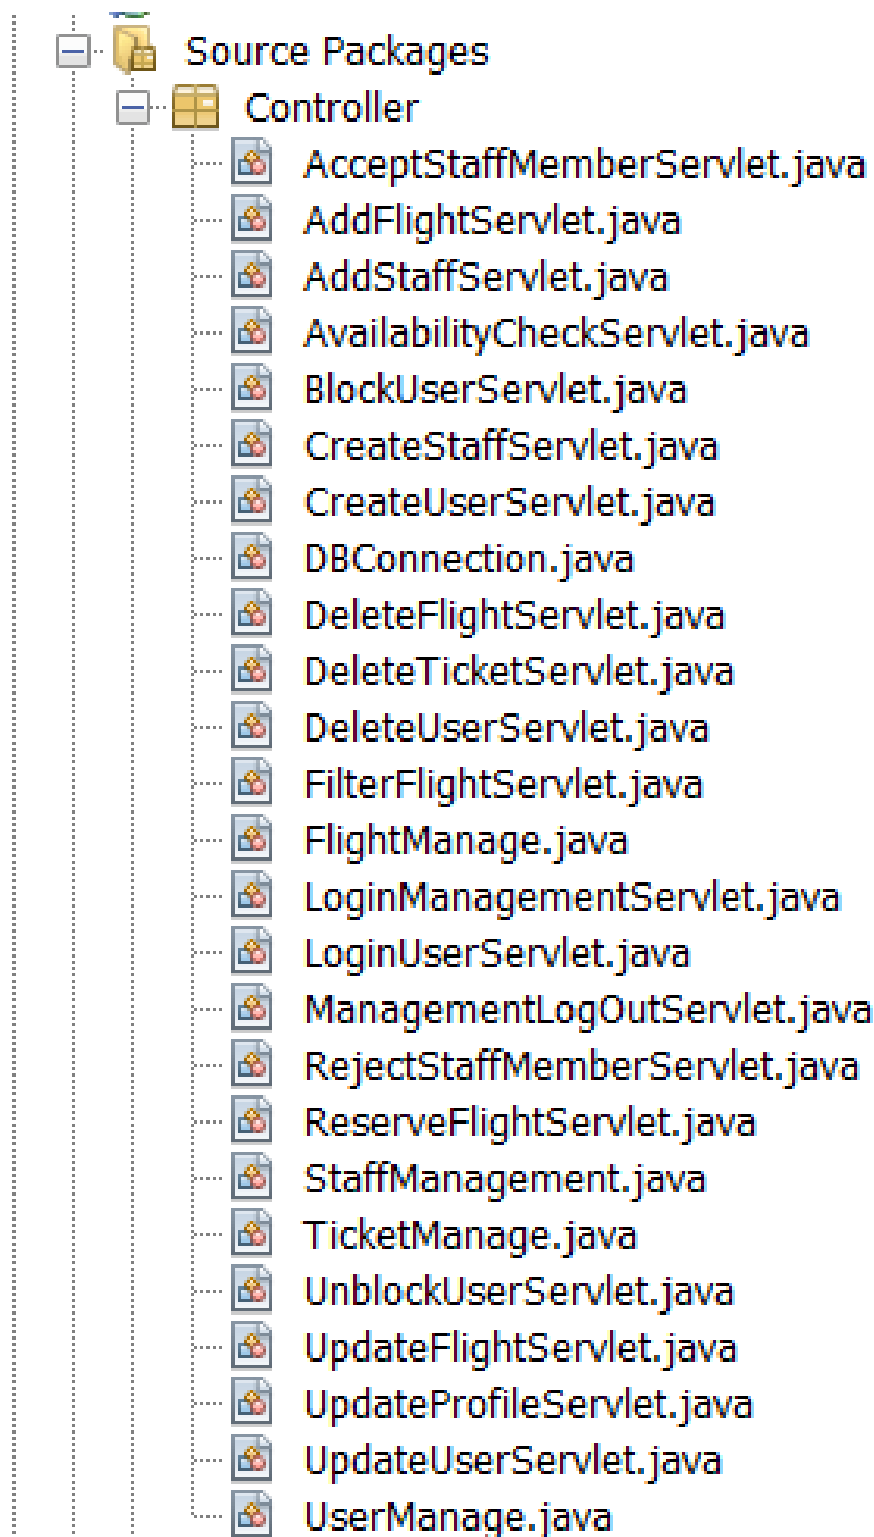 Source Packages
Controller
AcceptStaffMemberServlet.java
AddFlightServlet.java
AddStaffServlet.java
AvailabilityCheckServlet.java
BlockUserServlet.java
CreateStaffServlet.java
CreateUserServlet.java
DBConnection.java
DeleteFlightServlet.java
DeleteTicketServlet.java
DeleteUserServlet.java
FilterFlightServlet.java
FlightManage.java
LoginManagementServlet.java
LoginUserServlet.java
ManagementLogOutServlet.java
RejectStaffMemberServlet.java
ReserveFlightServlet.java
StaffManagement.java
TicketManage.java
UnblockUserServlet.java
UpdateFlightServlet.java
UpdateProfileServlet.java
UpdateUserServlet.java
UserManage.java